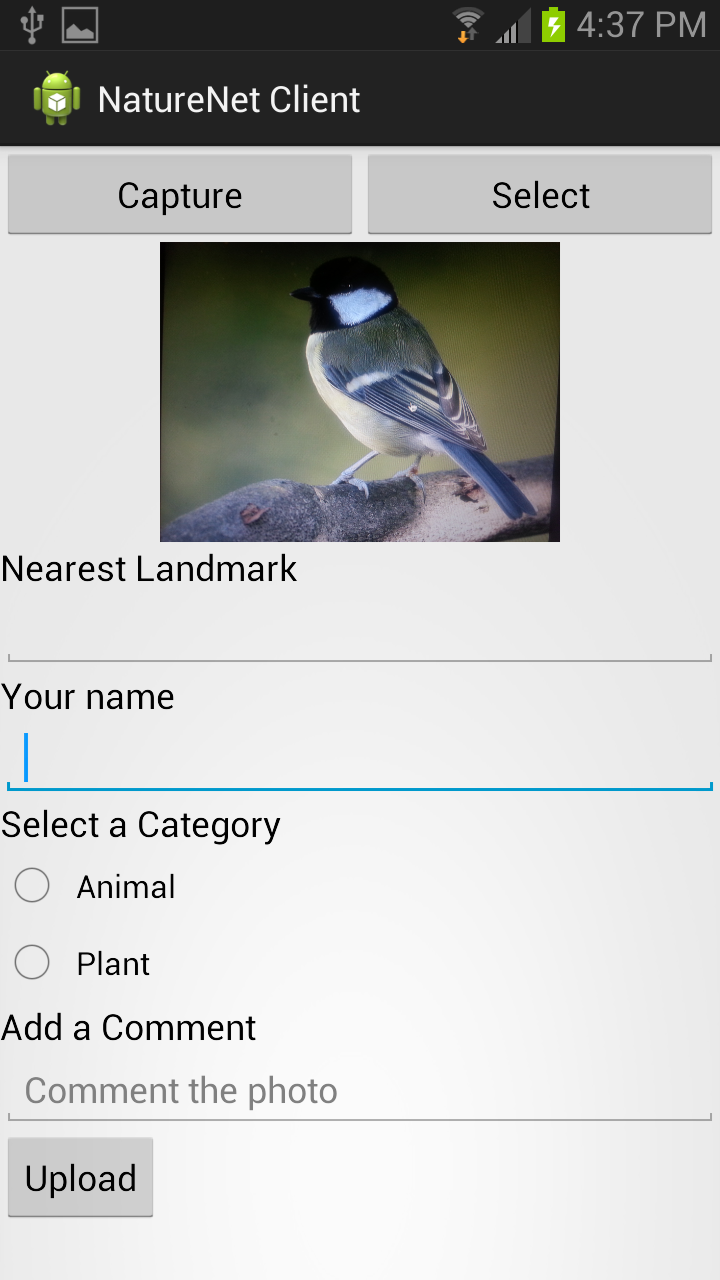 4:37 PM
NatureNet Client
Capture Select
Nearest Landmark
Your name
Select a Category
Animal
Plant
Add a Comment
Comment the photo
Upload